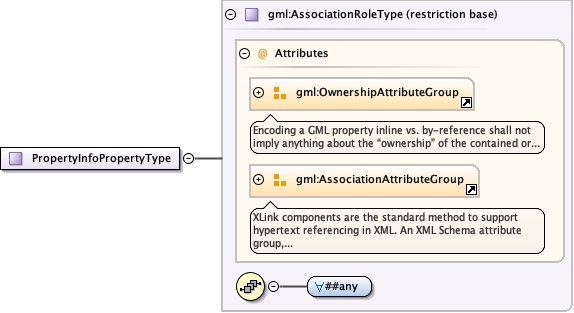 gml:AssociationRoleType (restriction base)
@ Attributes
gml:OwnershipAttributeGroup
Encoding a GML property inline vs. by-reference shall not
imply anything about the “ownership” of the contained or...
PropertyInfoPropertyType
gml:AssociationAttributeGroup
XLink components are the standard method to support
hypertext referencing in XML. An XML Schema attribute
group,...
∀##any